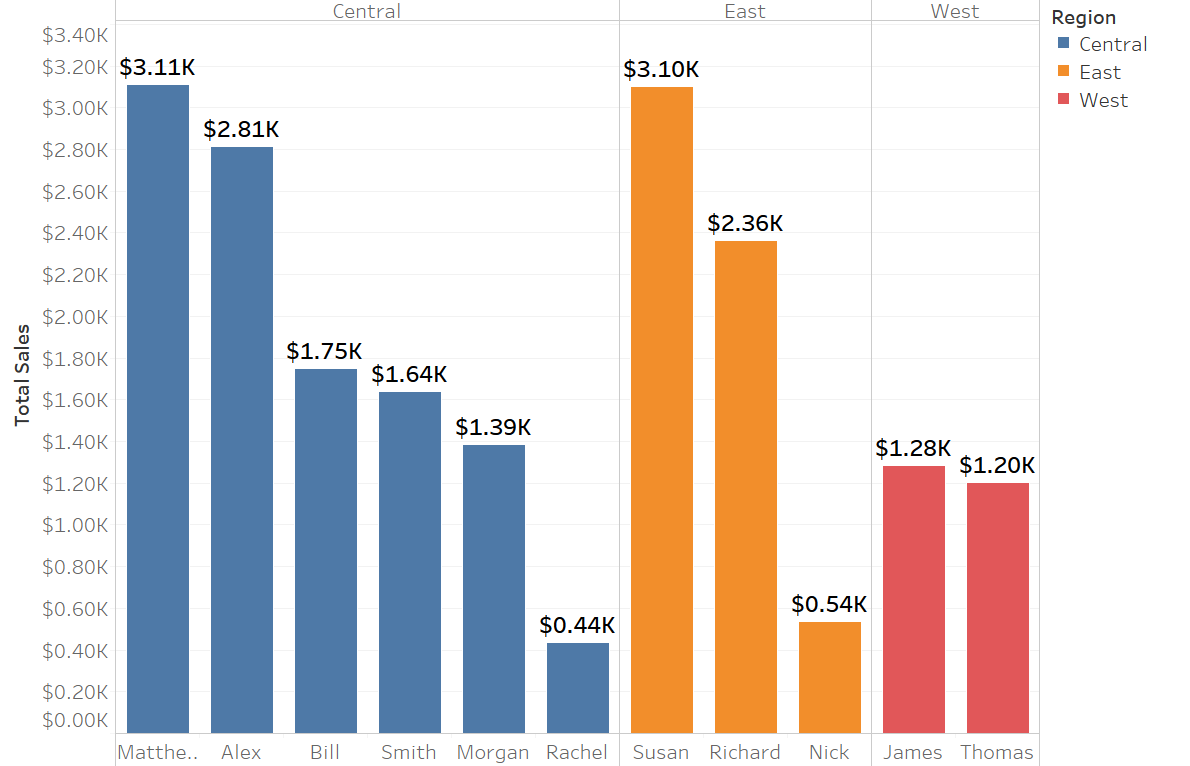 Central East West
Region
Central
East
West
Total Sales
$3.40K
$3.20K
$3.00K
$2.80K
$2.60K
$2.40K
$2.20K
$2.00K
$1.80K
$1.60K
$1.40K
$1.20K
$1.00K
$0.80K
$0.60K
$0.40K
$0.20K
$0.00K
$3.11K
$2.81K
$1.75K
$1.64K
$1.39K
$0.44K
$3.10K
$2.36K
$0.54K
$1.28K
$1.20K
Matthe.. Alex Bill Smith Morgan Rachel Susan Richard Nick James Thomas